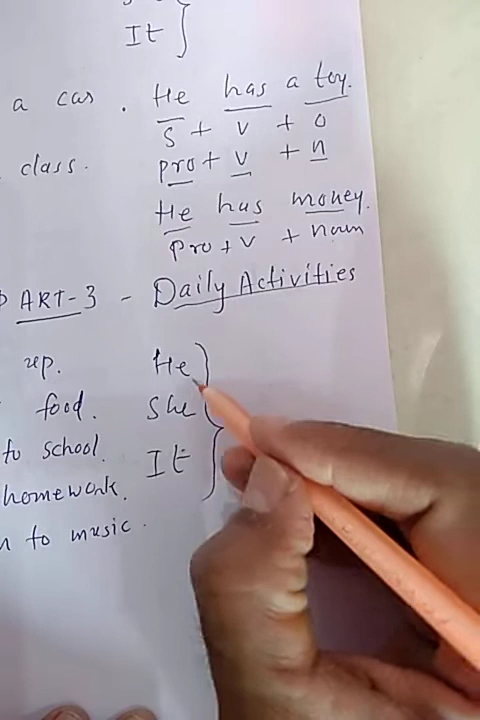 It
a car. He has a toy.
S + V + O
class. pro + v + n
He has money.
Pro + v + noun
ART-3 - Daily Activities
up. He
food. She
to school. It
homework.
to music.